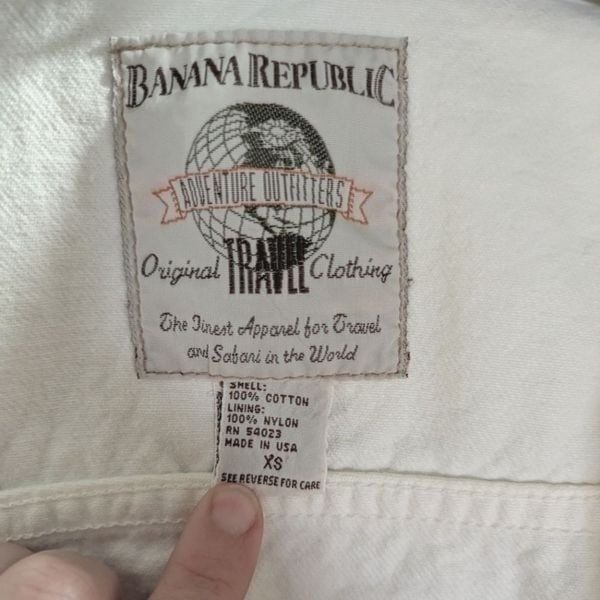 BANANA REPUBLIC
ADVENTURE OUTFITTERS
Original TRAVEL Clothing
The Finest Apparel for Travel
and Safari in the World
SHELL:
100% COTTON
LINING:
100% NYLON
RN 54023
MADE IN USA
XS
SEE REVERSE FOR CARE